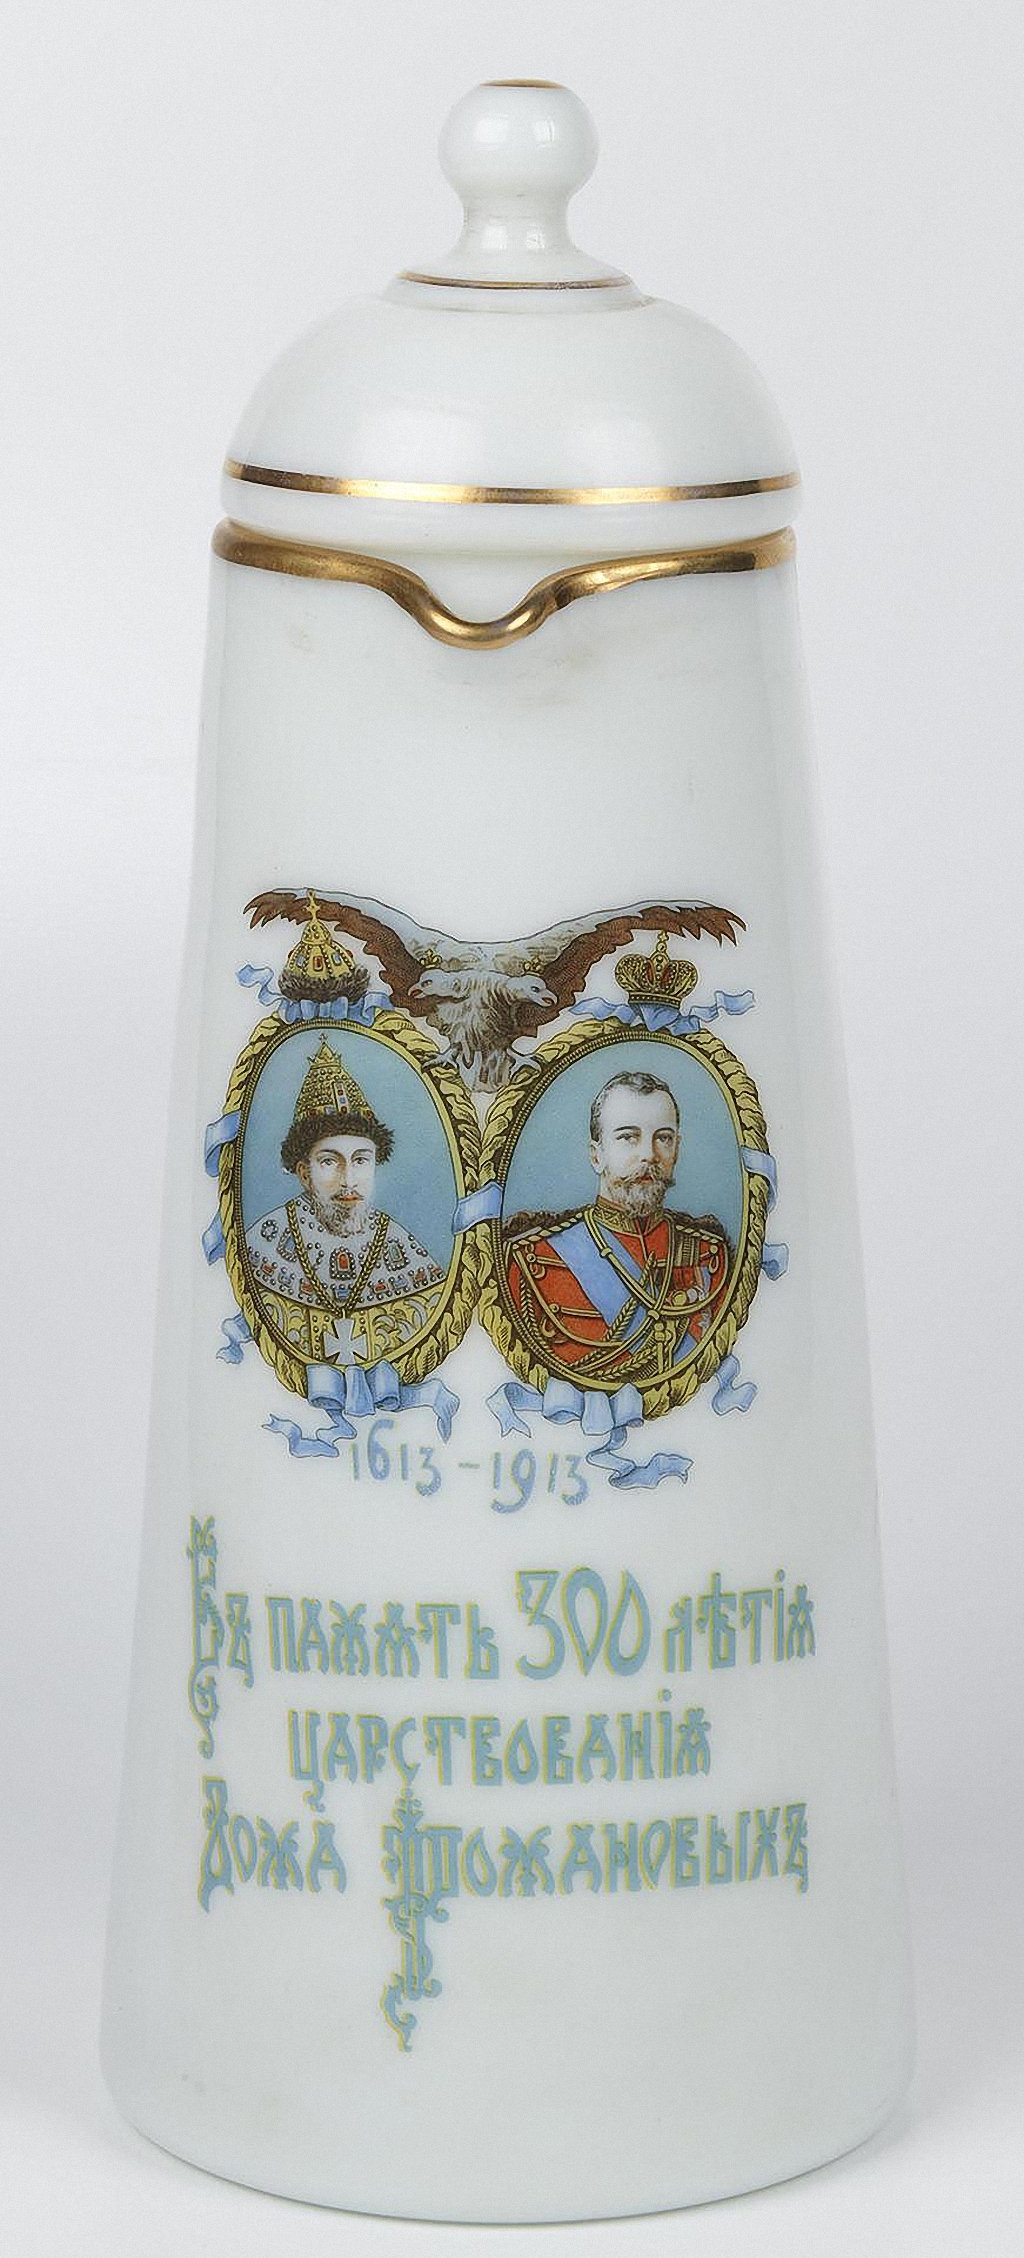 1613-1913
Въ память 300 лѣтія
царствованія
Дома Романовыхъ